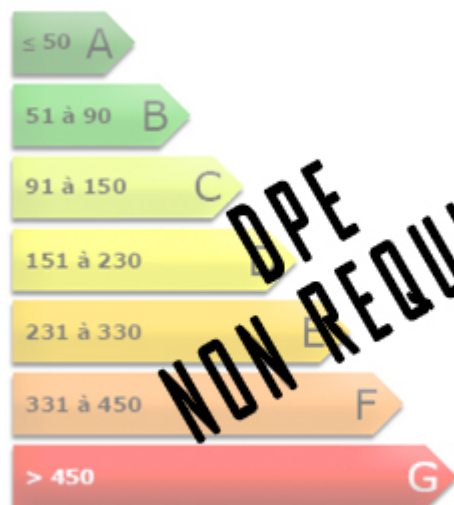 ≤ 50 A
51 à 90 B
91 à 150 C
151 à 230 D
231 à 330 E
331 à 450 F
> 450 G
DPE
NON REQU